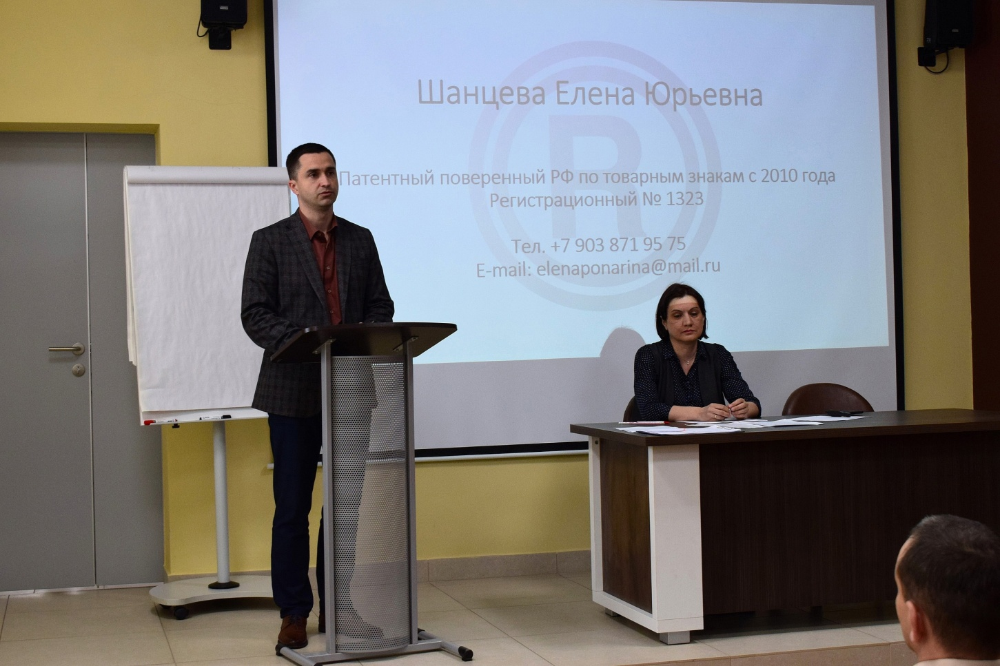 Шанцева Елена Юрьевна
Патентный поверенный РФ по товарным знакам с 2010 года
Регистрационный № 1323
Тел. +7 903 871 95 75
E-mail: elenaponarina@mail.ru
R